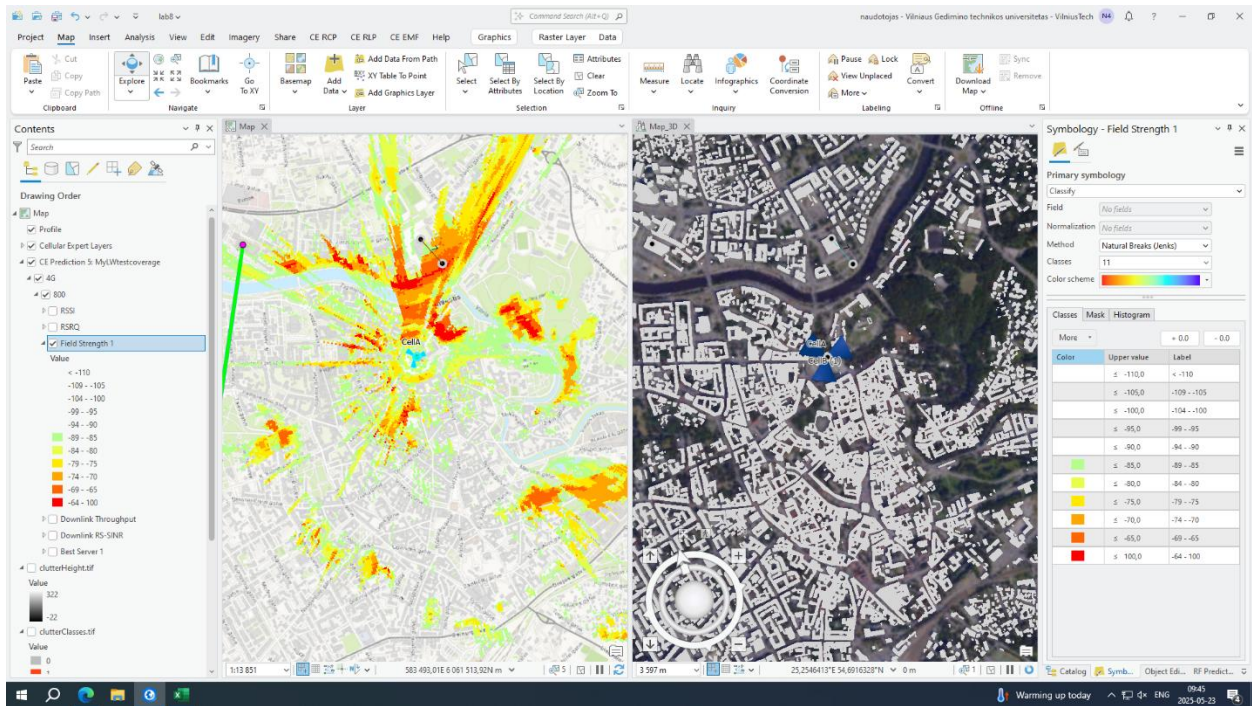 lab8
Command Search (Alt+Q)
naudotojas - Vilniaus Gedimino technikos universitetas - VilniusTech
N4
?
Project Map Insert Analysis View Edit Imagery Share CE RCP CE RLP CE EMF Help Graphics Raster Layer Data
Paste
Cut
Copy
Copy Path
Clipboard
Explore
Bookmarks
Go To XY
Navigate
Basemap
Add Data
Add Data From Path
XY Table To Point
Add Graphics Layer
Layer
Select
Select By Attributes
Select By Location
Attributes
Clear
Zoom To
Selection
Measure
Locate
Infographics
Coordinate Conversion
Inquiry
Pause
Lock
View Unplaced
More
Convert
Labeling
Download Map
Sync
Remove
Offline
Contents
Search
Drawing Order
Map
Profile
Cellular Expert Layers
CE Prediction 5: MyLWtestcoverage
4G
800
RSSI
RSRQ
Field Strength 1
Value
< -110
-109 - -105
-104 - -100
-99 - -95
-94 - -90
-89 - -85
-84 - -80
-79 - -75
-74 - -70
-69 - -65
-64 - 100
Downlink Throughput
Downlink RS-SINR
Best Server 1
clutterHeight.tif
Value
322
-22
clutterClasses.tif
Value
0
1
Map
CellA
1:13 851
583 493,01E 6 061 513,92N m
5
Map_3D
CellA
3 597 m
25,2546413°E 54,6916328°N
0 m
1
Symbology - Field Strength 1
Primary symbology
Classify
Field
No fields
Normalization
No fields
Method
Natural Breaks (Jenks)
Classes
11
Color scheme
Classes Mask Histogram
More
+ 0.0
- 0.0
Color Upper value Label
≤ -110,0 < -110
≤ -105,0 -109 - -105
≤ -100,0 -104 - -100
≤ -95,0 -99 - -95
≤ -90,0 -94 - -90
≤ -85,0 -89 - -85
≤ -80,0 -84 - -80
≤ -75,0 -79 - -75
≤ -70,0 -74 - -70
≤ -65,0 -69 - -65
≤ 100,0 -64 - 100
Catalog Symb... Object Edi... RF Predict...
Warming up today
ENG
09:45
2025-05-23
4